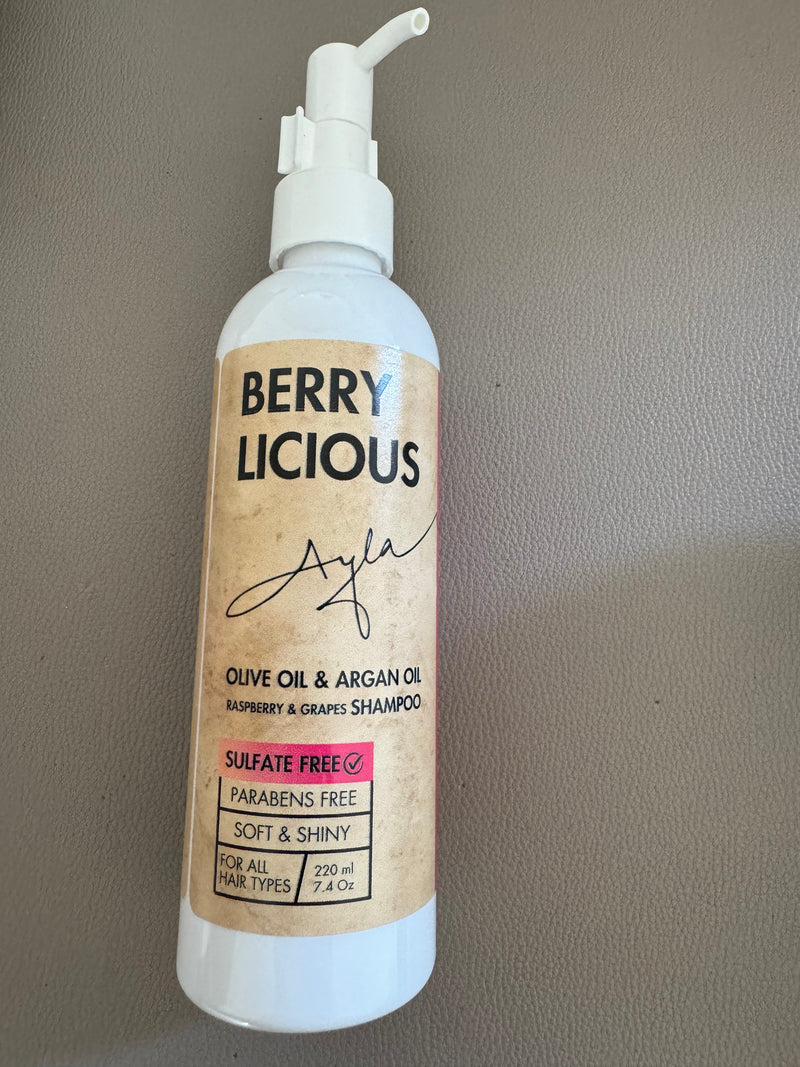 BERRY
LICIOUS
Ayla
OLIVE OIL & ARGAN OIL
RASPBERRY & GRAPES SHAMPOO
SULFATE FREE
PARABENS FREE
SOFT & SHINY
FOR ALL
HAIR TYPES
220 ml
7.4 Oz